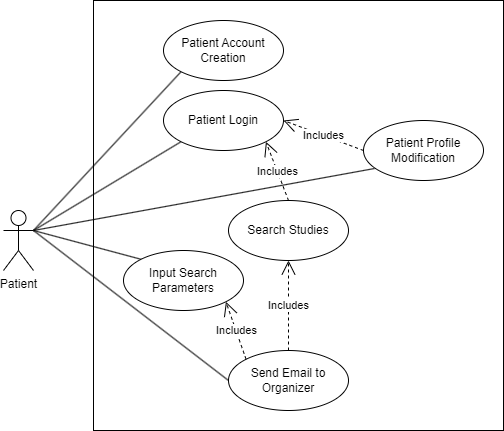 Patient Account
Creation
Patient Login
Includes
Patient Profile
Modification
Includes
Search Studies
Patient
Input Search
Parameters
Includes
Includes
Send Email to
Organizer